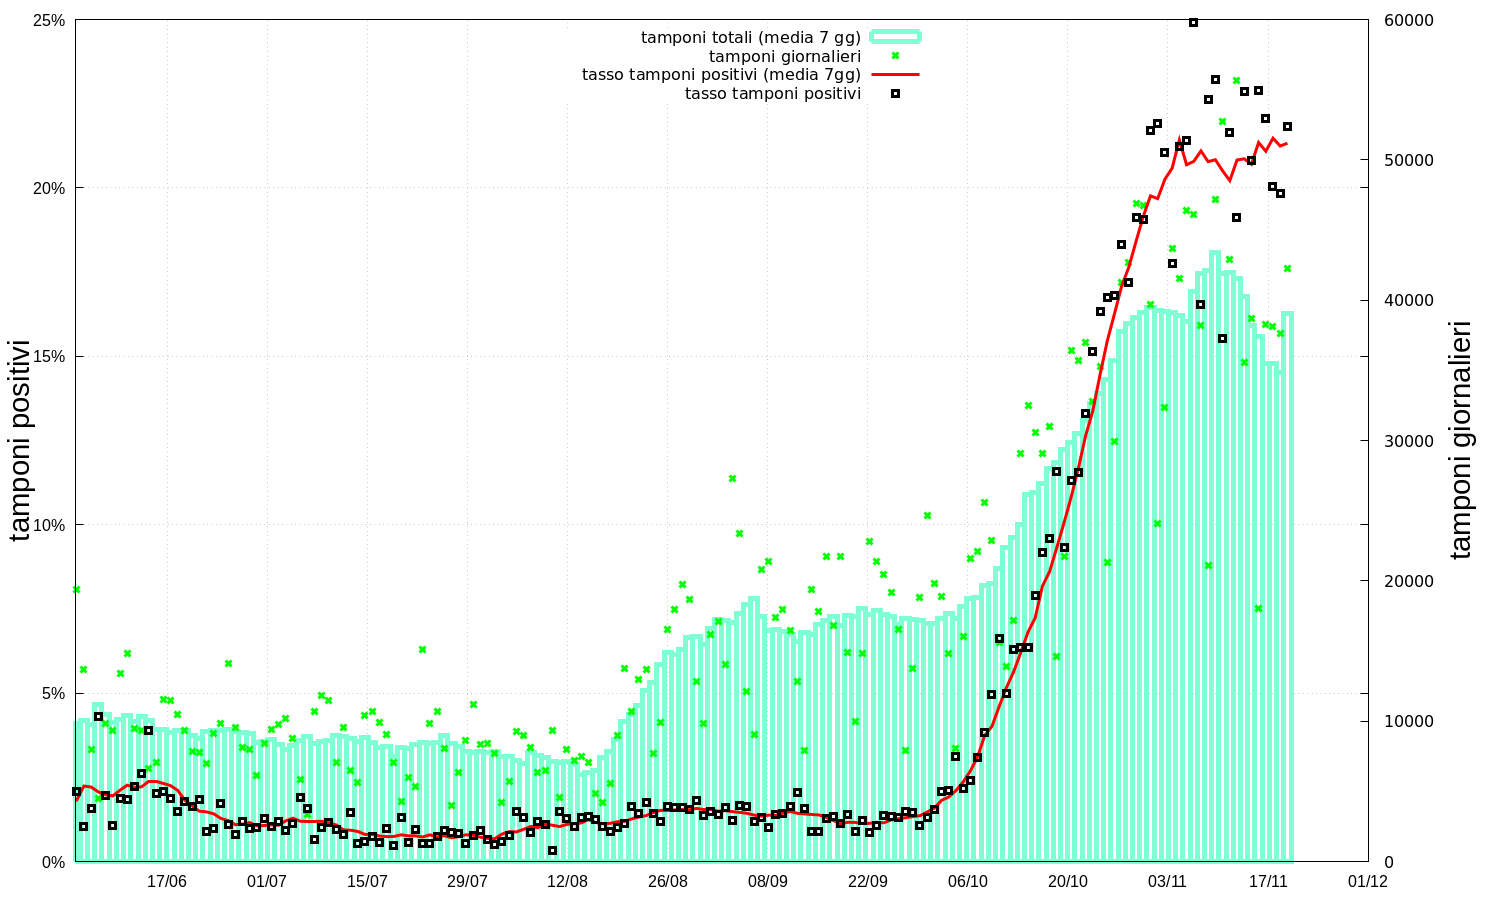 25%
20%
15%
10%
5%
0%
tamponi positivi
tamponi totali (media 7 gg)
tamponi giornalieri
tasso tamponi positivi (media 7gg)
tasso tamponi positivi
60000
50000
40000
30000
20000
10000
0
tamponi giornalieri
17/06 01/07 15/07 29/07 12/08 26/08 08/09 22/09 06/10 20/10 03/11 17/11 01/12